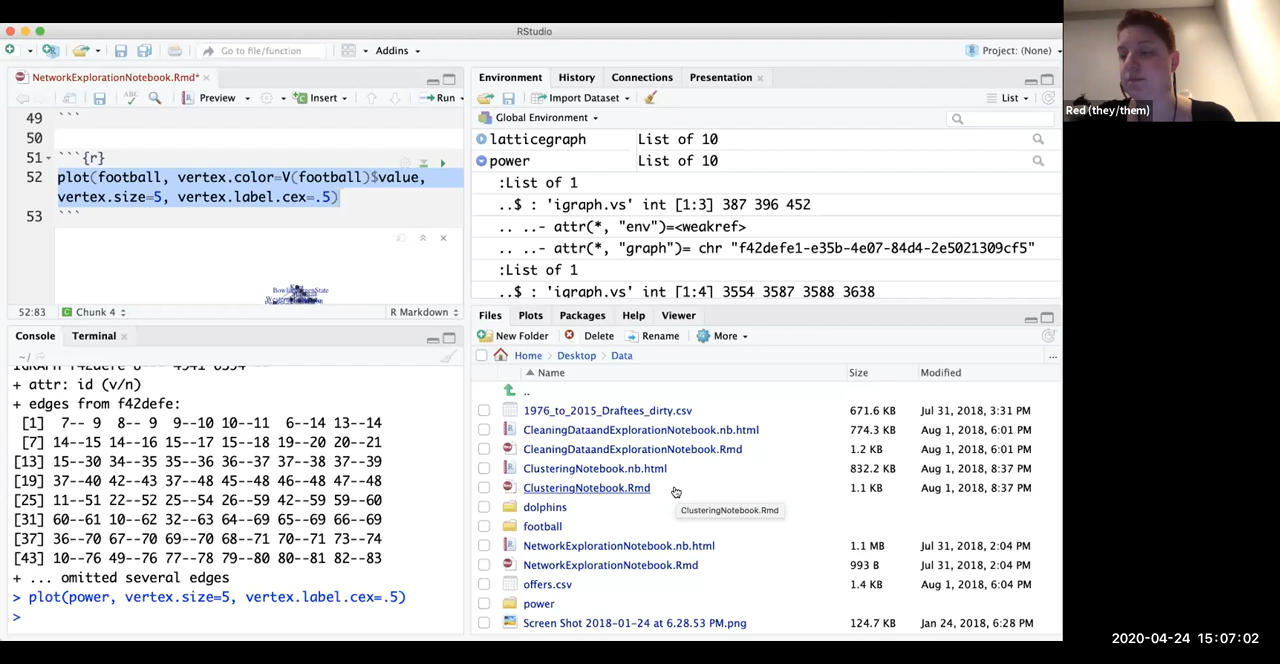 RStudio
Go to file/function
Addins
Project: (None)
NetworkExplorationNotebook.Rmd*
Preview
Insert
Run
49 ```
50
51 ```{r}
52 plot(football, vertex.color=V(football)$value,
vertex.size=5, vertex.label.cex=.5)
53 ```
52:83 Chunk 4 R Markdown
Console Terminal
~/
+ attr: id (v/n)
+ edges from f42defe:
[1] 7-- 9 8-- 9 9--10 10--11 6--14 13--14
[7] 14--15 14--16 15--17 15--18 19--20 20--21
[13] 15--30 34--35 35--36 36--37 37--38 37--39
[19] 37--40 42--43 37--48 45--48 46--48 47--48
[25] 11--51 22--52 25--54 26--59 42--59 59--60
[31] 60--61 10--62 32--63 64--69 65--69 66--69
[37] 36--70 67--70 69--70 68--71 70--71 73--74
[43] 10--76 49--76 77--78 79--80 80--81 82--83
+ ... omitted several edges
> plot(power, vertex.size=5, vertex.label.cex=.5)
>
Environment History Connections Presentation
Import Dataset List
Global Environment
latticegraph List of 10
power List of 10
:List of 1
..$ : 'igraph.vs' int [1:3] 387 396 452
.. ..- attr(*, "env")=<weakref>
.. ..- attr(*, "graph")= chr "f42defe1-e35b-4e07-84d4-2e5021309cf5"
:List of 1
..$ : 'igraph.vs' int [1:4] 3554 3587 3588 3638
Files Plots Packages Help Viewer
New Folder Delete Rename More
Home Desktop Data ...
Name Size Modified
..
1976_to_2015_Draftees_dirty.csv 671.6 KB Jul 31, 2018, 3:31 PM
CleaningDataandExplorationNotebook.nb.html 774.3 KB Aug 1, 2018, 6:01 PM
CleaningDataandExplorationNotebook.Rmd 1.2 KB Aug 1, 2018, 6:01 PM
ClusteringNotebook.nb.html 832.2 KB Aug 1, 2018, 8:37 PM
ClusteringNotebook.Rmd 1.1 KB Aug 1, 2018, 8:37 PM
dolphins
ClusteringNotebook.Rmd
football
NetworkExplorationNotebook.nb.html 1.1 MB Jul 31, 2018, 2:04 PM
NetworkExplorationNotebook.Rmd 993 B Jul 31, 2018, 2:04 PM
offers.csv 1.4 KB Aug 1, 2018, 6:04 PM
power
Screen Shot 2018-01-24 at 6.28.53 PM.png 124.7 KB Jan 24, 2018, 6:28 PM
Red (they/them)
2020-04-24 15:07:02